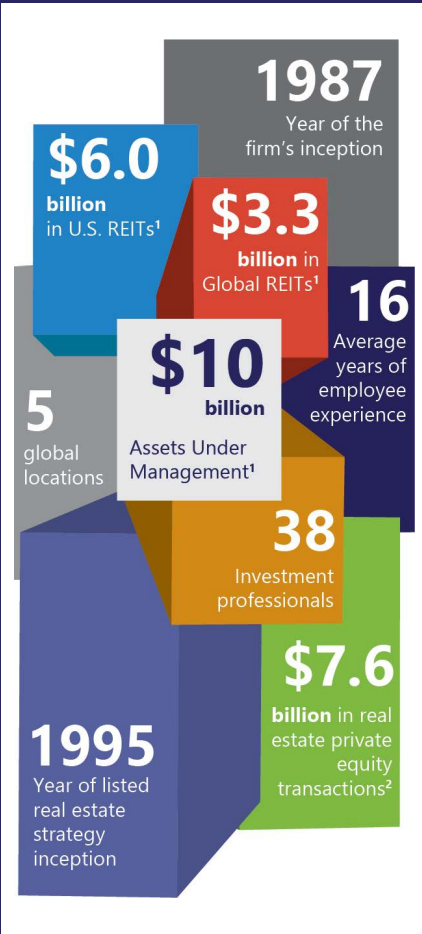 1987
Year of the
firm's inception
$6.0
billion
in U.S. REITs¹
$3.3
billion in
Global REITs¹
16
Average
years of
employee
experience
$10
billion
Assets Under
Management¹
5
global
locations
38
Investment
professionals
$7.6
billion in real
estate private
equity
transactions²
1995
Year of listed
real estate
strategy
inception